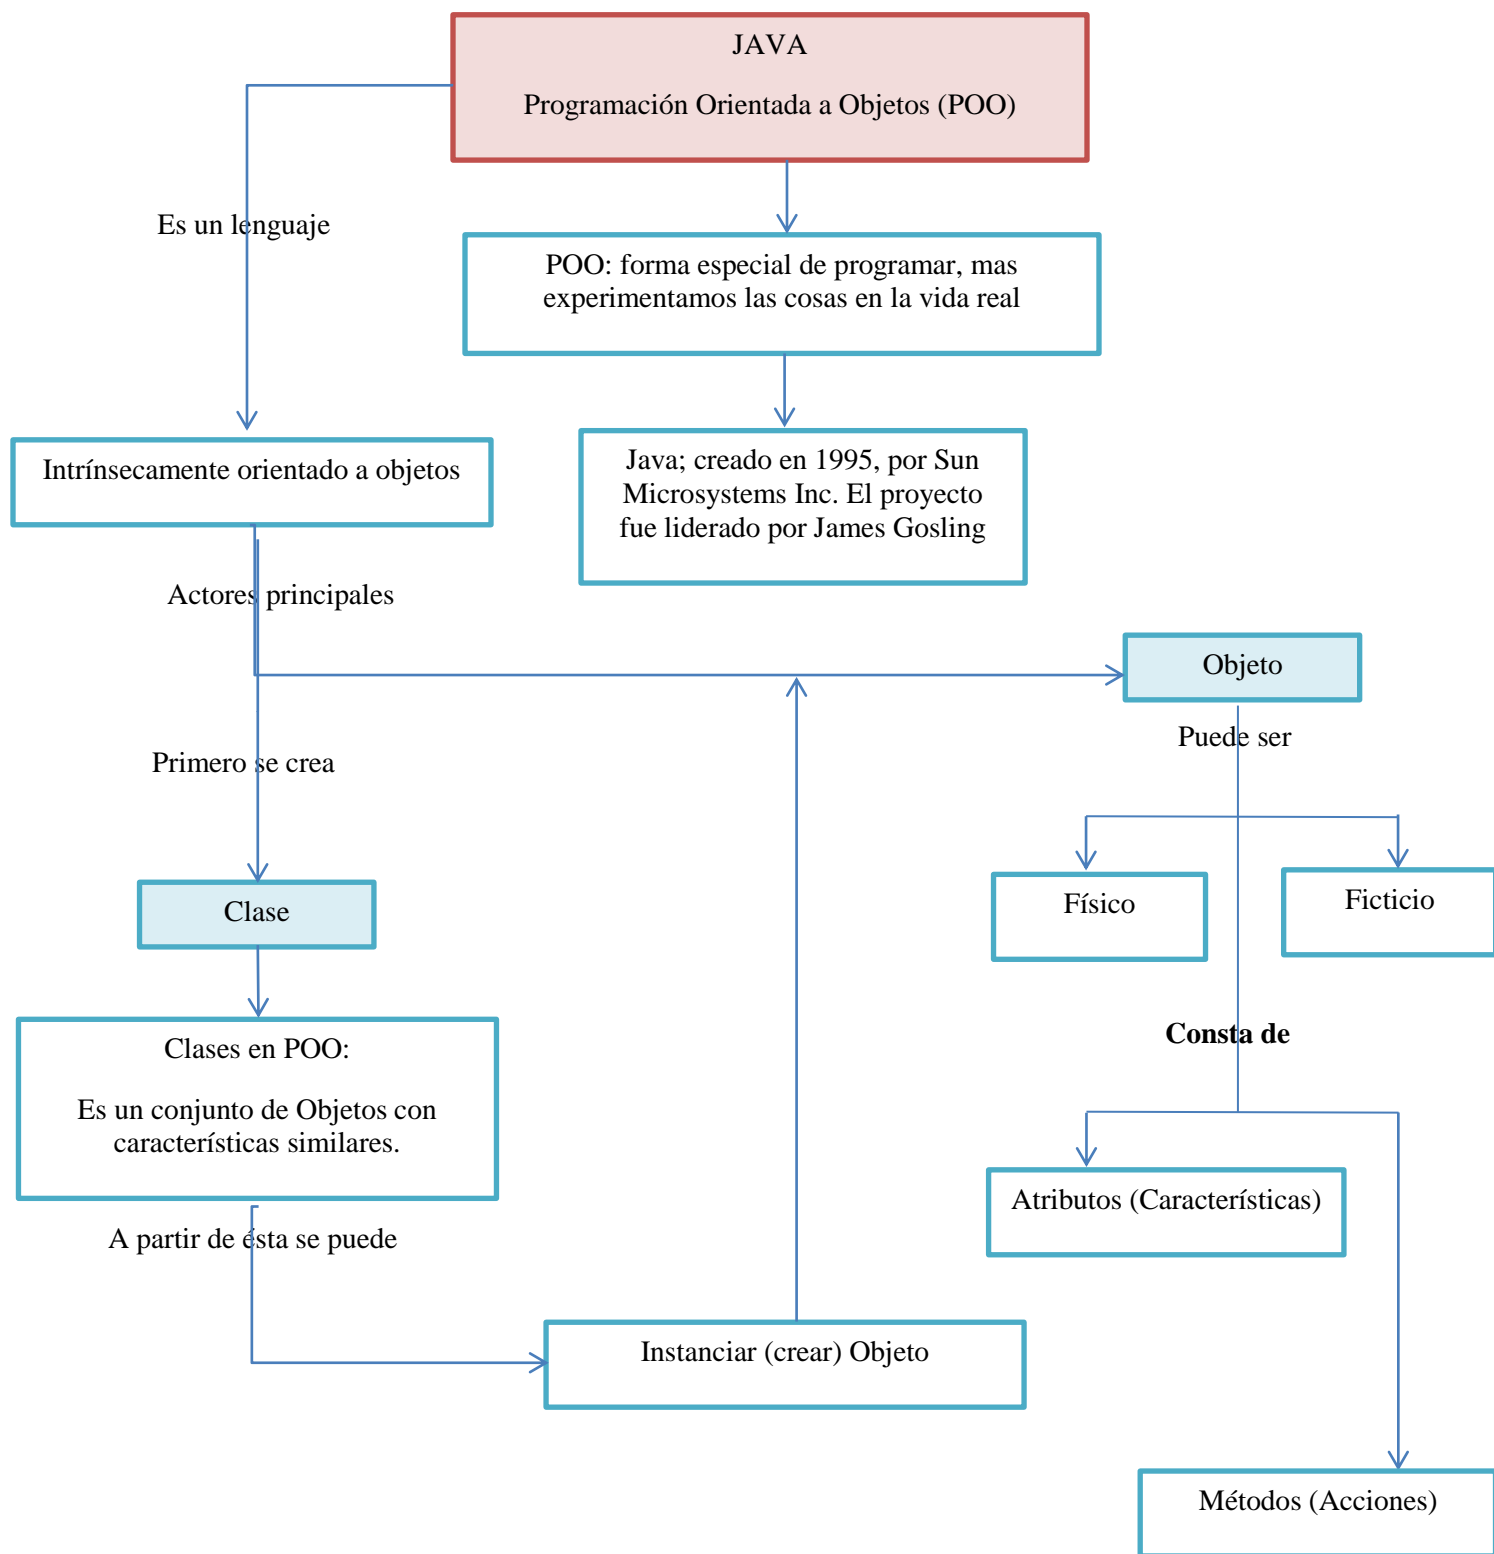 JAVA
Programación Orientada a Objetos (POO)
Es un lenguaje
POO: forma especial de programar, mas
experimentamos las cosas en la vida real
Intrínsecamente orientado a objetos
Java; creado en 1995, por Sun
Microsystems Inc. El proyecto
fue liderado por James Gosling
Actores principales
Objeto
Puede ser
Primero se crea
Clase
Físico
Ficticio
Consta de
Clases en POO:
Es un conjunto de Objetos con
característícas similares.
Atributos (Característícas)
A partir de ésta se puede
Instanciar (crear) Objeto
Métodos (Acciones)